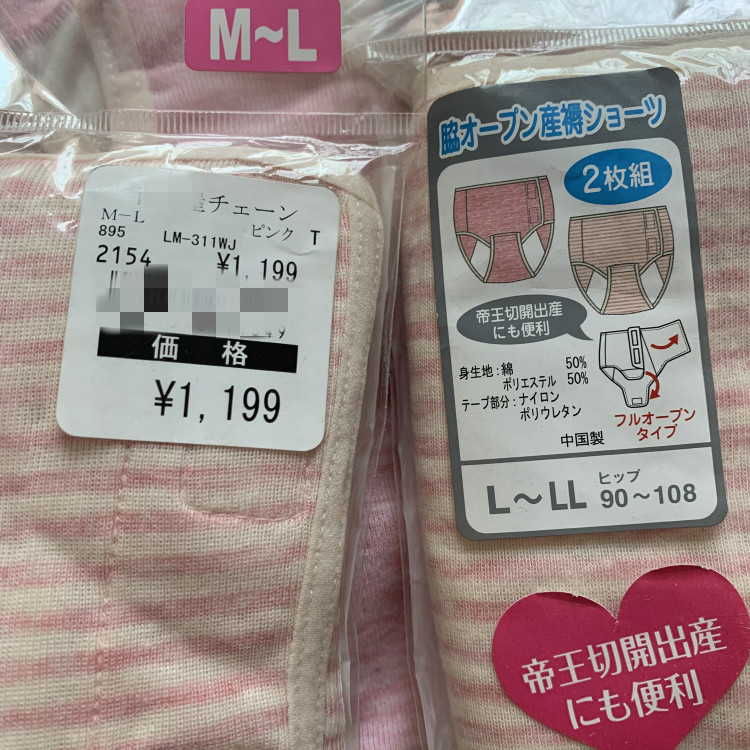 M~L
チェーン
M-L
895
LM-311WJ
ピンク T
2154
¥1,199
価格
¥1,199
脇オープン産褥ショーツ
2枚組
帝王切開出産
にも便利
身生地:綿 50%
ポリエステル 50%
テープ部分:ナイロン
ポリウレタン
中国製
フルオープン
タイプ
L~LL
ヒップ
90~108
帝王切開出産
にも便利